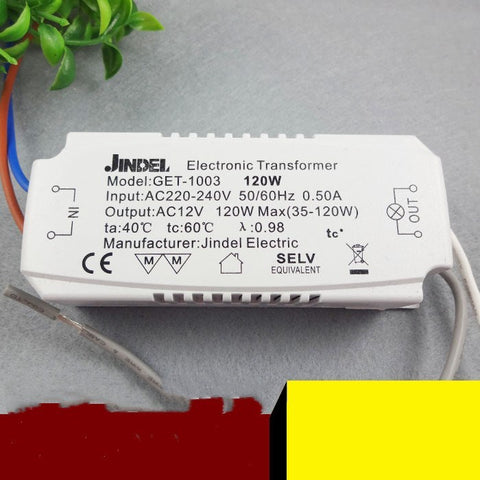 JINDEL Electronic Transformer
Model:GET-1003 120W
Input:AC220-240V 50/60Hz 0.50A
Output:AC12V 120W Max(35-120W)
ta:40℃ tc:60℃ λ:0.98
Manufacturer:Jindel Electric
tc
IN
OUT
CE
M M
SELV
EQUIVALENT